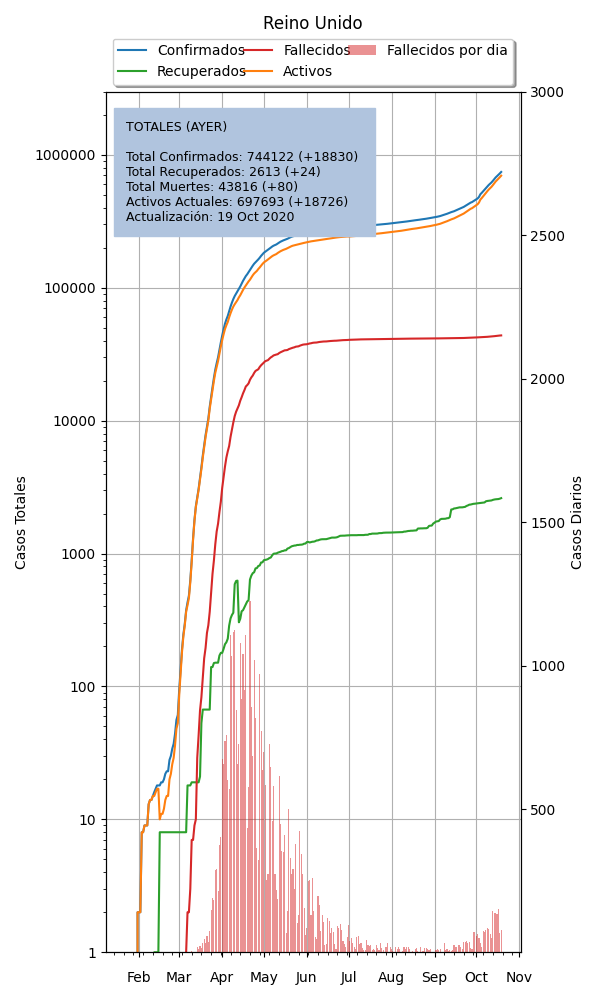 Reino Unido
Confirmados
Recuperados
Fallecidos
Activos
Fallecidos por dia
TOTALES (AYER)
Total Confirmados: 744122 (+18830)
Total Recuperados: 2613 (+24)
Total Muertes: 43816 (+80)
Activos Actuales: 697693 (+18726)
Actualización: 19 Oct 2020
Casos Totales
1000000
100000
10000
1000
100
10
1
3000
2500
2000
1500
1000
500
Casos Diarios
Feb Mar Apr May Jun Jul Aug Sep Oct Nov